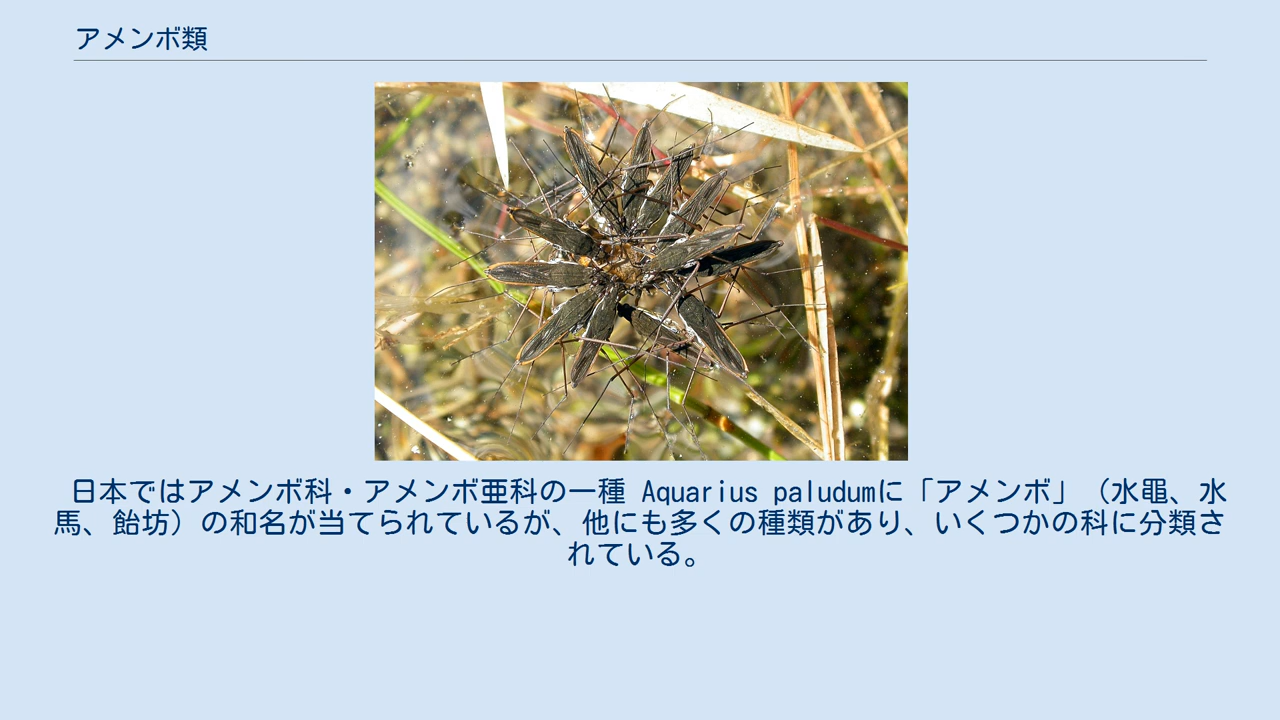 アメンボ類
日本ではアメンボ科・アメンボ亜科の一種 Aquarius paludumに「アメンボ」（水黽、水
馬、飴坊）の和名が当てられているが、他にも多くの種類があり、いくつかの科に分類さ
れている。